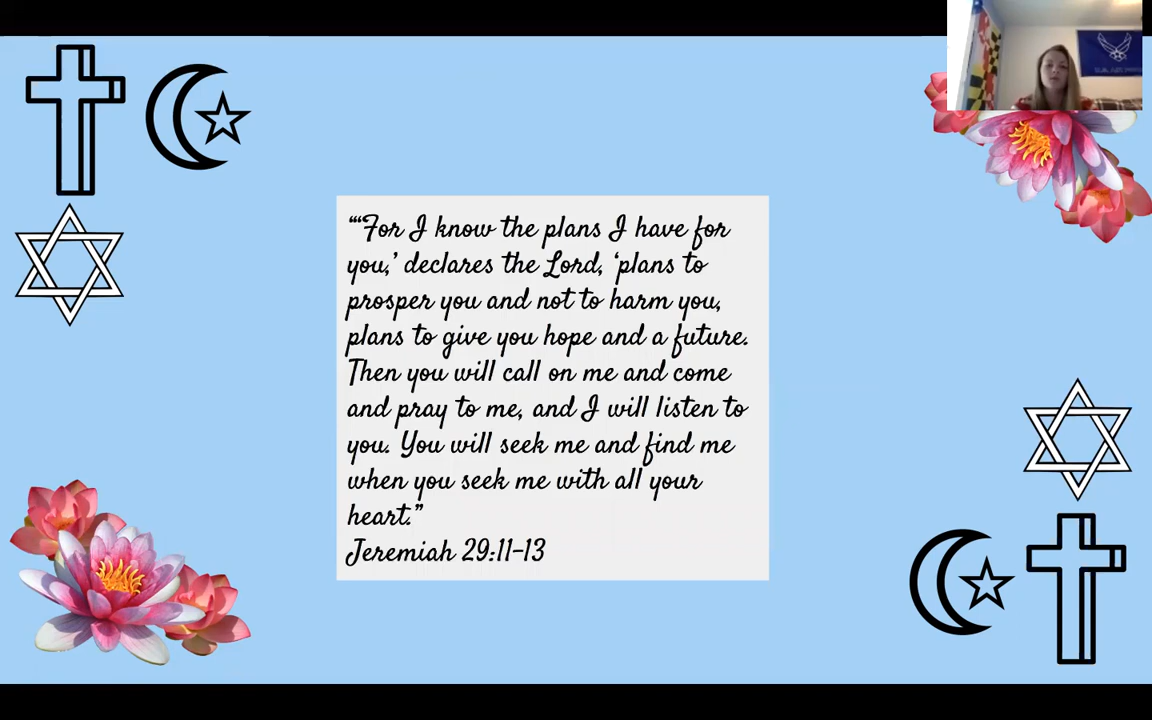 “‘For I know the plans I have for
you,’ declares the Lord, ‘plans to
prosper you and not to harm you,
plans to give you hope and a future.
Then you will call on me and come
and pray to me, and I will listen to
you. You will seek me and find me
when you seek me with all your
heart.”
Jeremiah 29:11-13